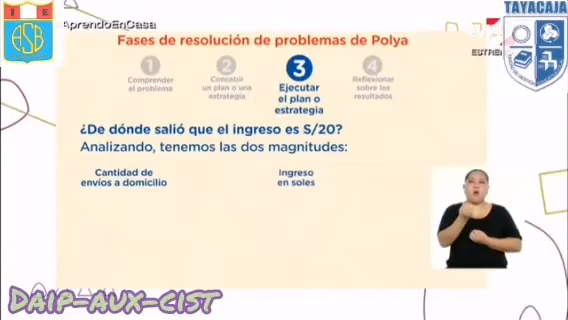 I E
ESB
AprendoEnCasa
TAYACAJA
ESTRE
Fases de resolución de problemas de Polya
1 2 3 4
Comprender el problema
Concebir un plan o una estrategia
Ejecutar el plan o estrategia
Reflexionar sobre los resultados
¿De dónde salió que el ingreso es S/20?
Analizando, tenemos las dos magnitudes:
Cantidad de envíos a domicilio
Ingreso en soles
Daip-aux-cist